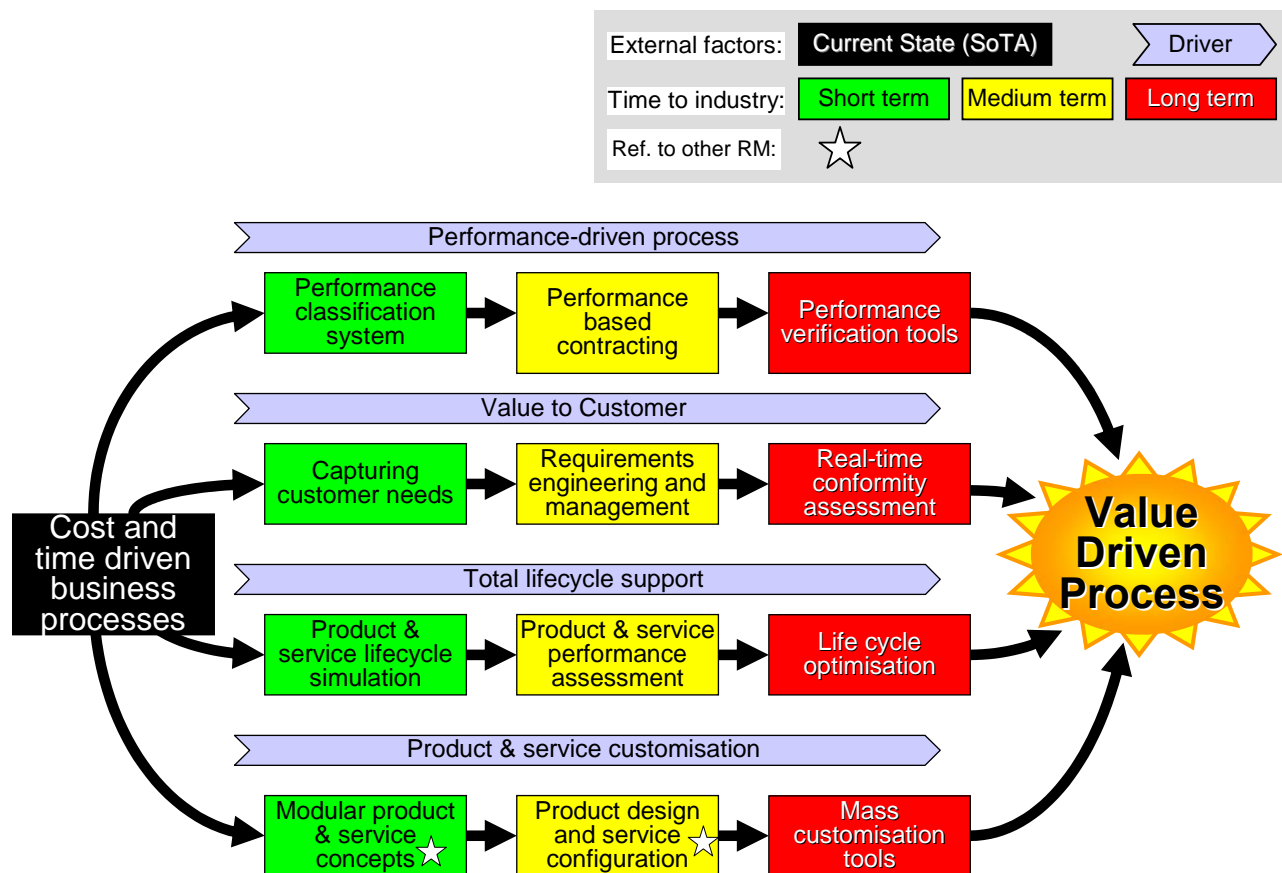 External factors:
Current State (SoTA)
Driver
Time to industry:
Short term
Medium term
Long term
Ref. to other RM:
Performance-driven process
Performance
classification
system
Performance
based
contracting
Performance
verification tools
Value to Customer
Capturing
customer needs
Requirements
engineering and
management
Real-time
conformity
assessment
Cost and
time driven
business
processes
Value
Driven
Process
Total lifecycle support
Product &
service lifecycle
simulation
Product & service
performance
assessment
Life cycle
optimisation
Product & service customisation
Modular product
& service
concepts
Product design
and service
configuration
Mass
customisation
tools